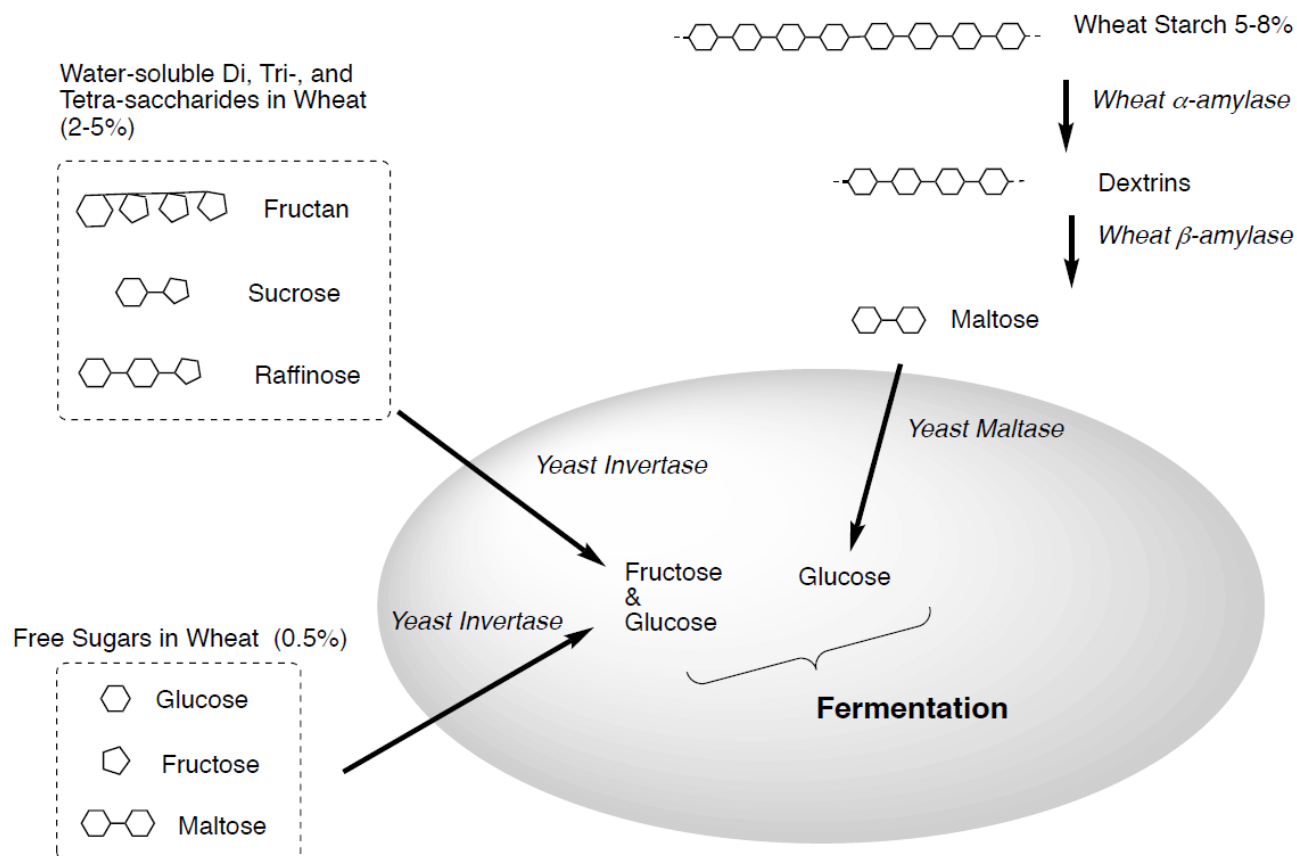 Wheat Starch 5-8%
Wheat α-amylase
Dextrins
Wheat β-amylase
Maltose
Water-soluble Di, Tri-, and
Tetra-saccharides in Wheat
(2-5%)
Fructan
Sucrose
Raffinose
Yeast Maltase
Yeast Invertase
Fructose
&
Glucose
Glucose
Yeast Invertase
Free Sugars in Wheat (0.5%)
Glucose
Fructose
Maltose
Fermentation